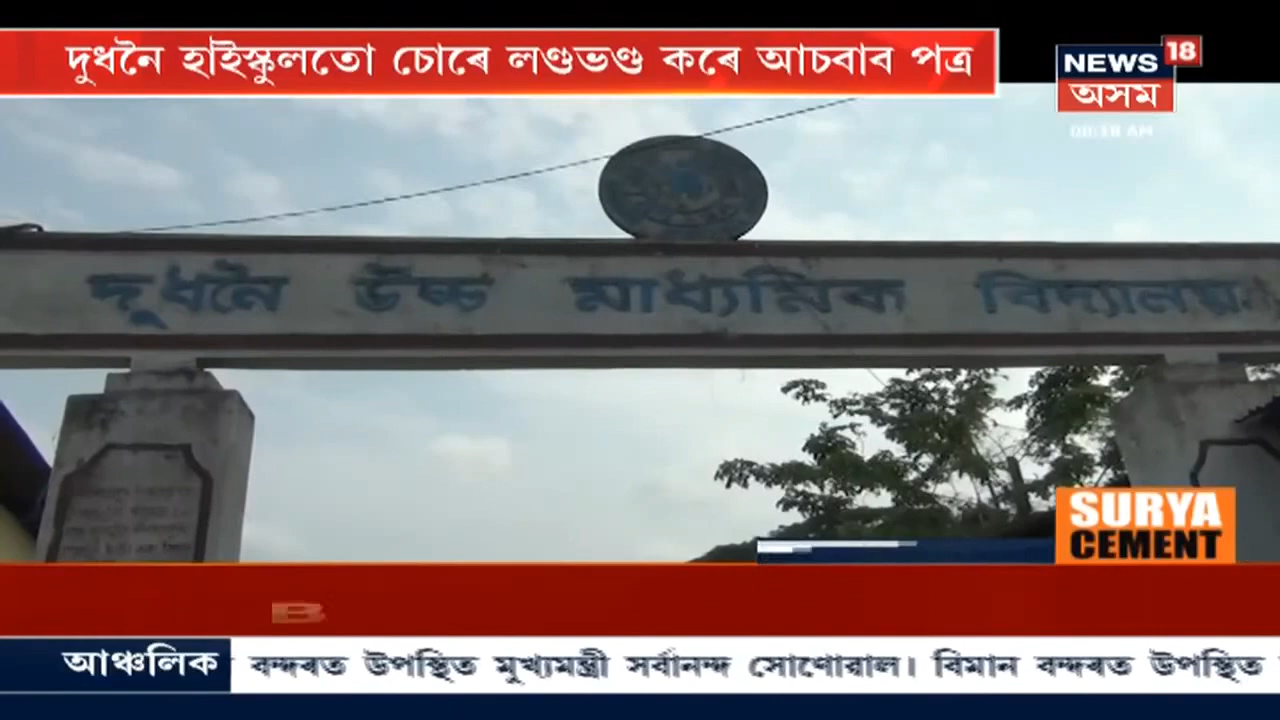 দুধনৈ হাইস্কুলতো চোৰে লণ্ডভণ্ড কৰে আচবাব পত্ৰ
NEWS 18
অসম
দুধনৈ উচ্চ মাধ্যমিক বিদ্যালয়
SURYA
CEMENT
B
আঞ্চলিক
বন্দৰত উপস্থিত মুখ্যমন্ত্ৰী সৰ্বানন্দ সোণোৱাল। বিমান বন্দৰত উপস্থিত